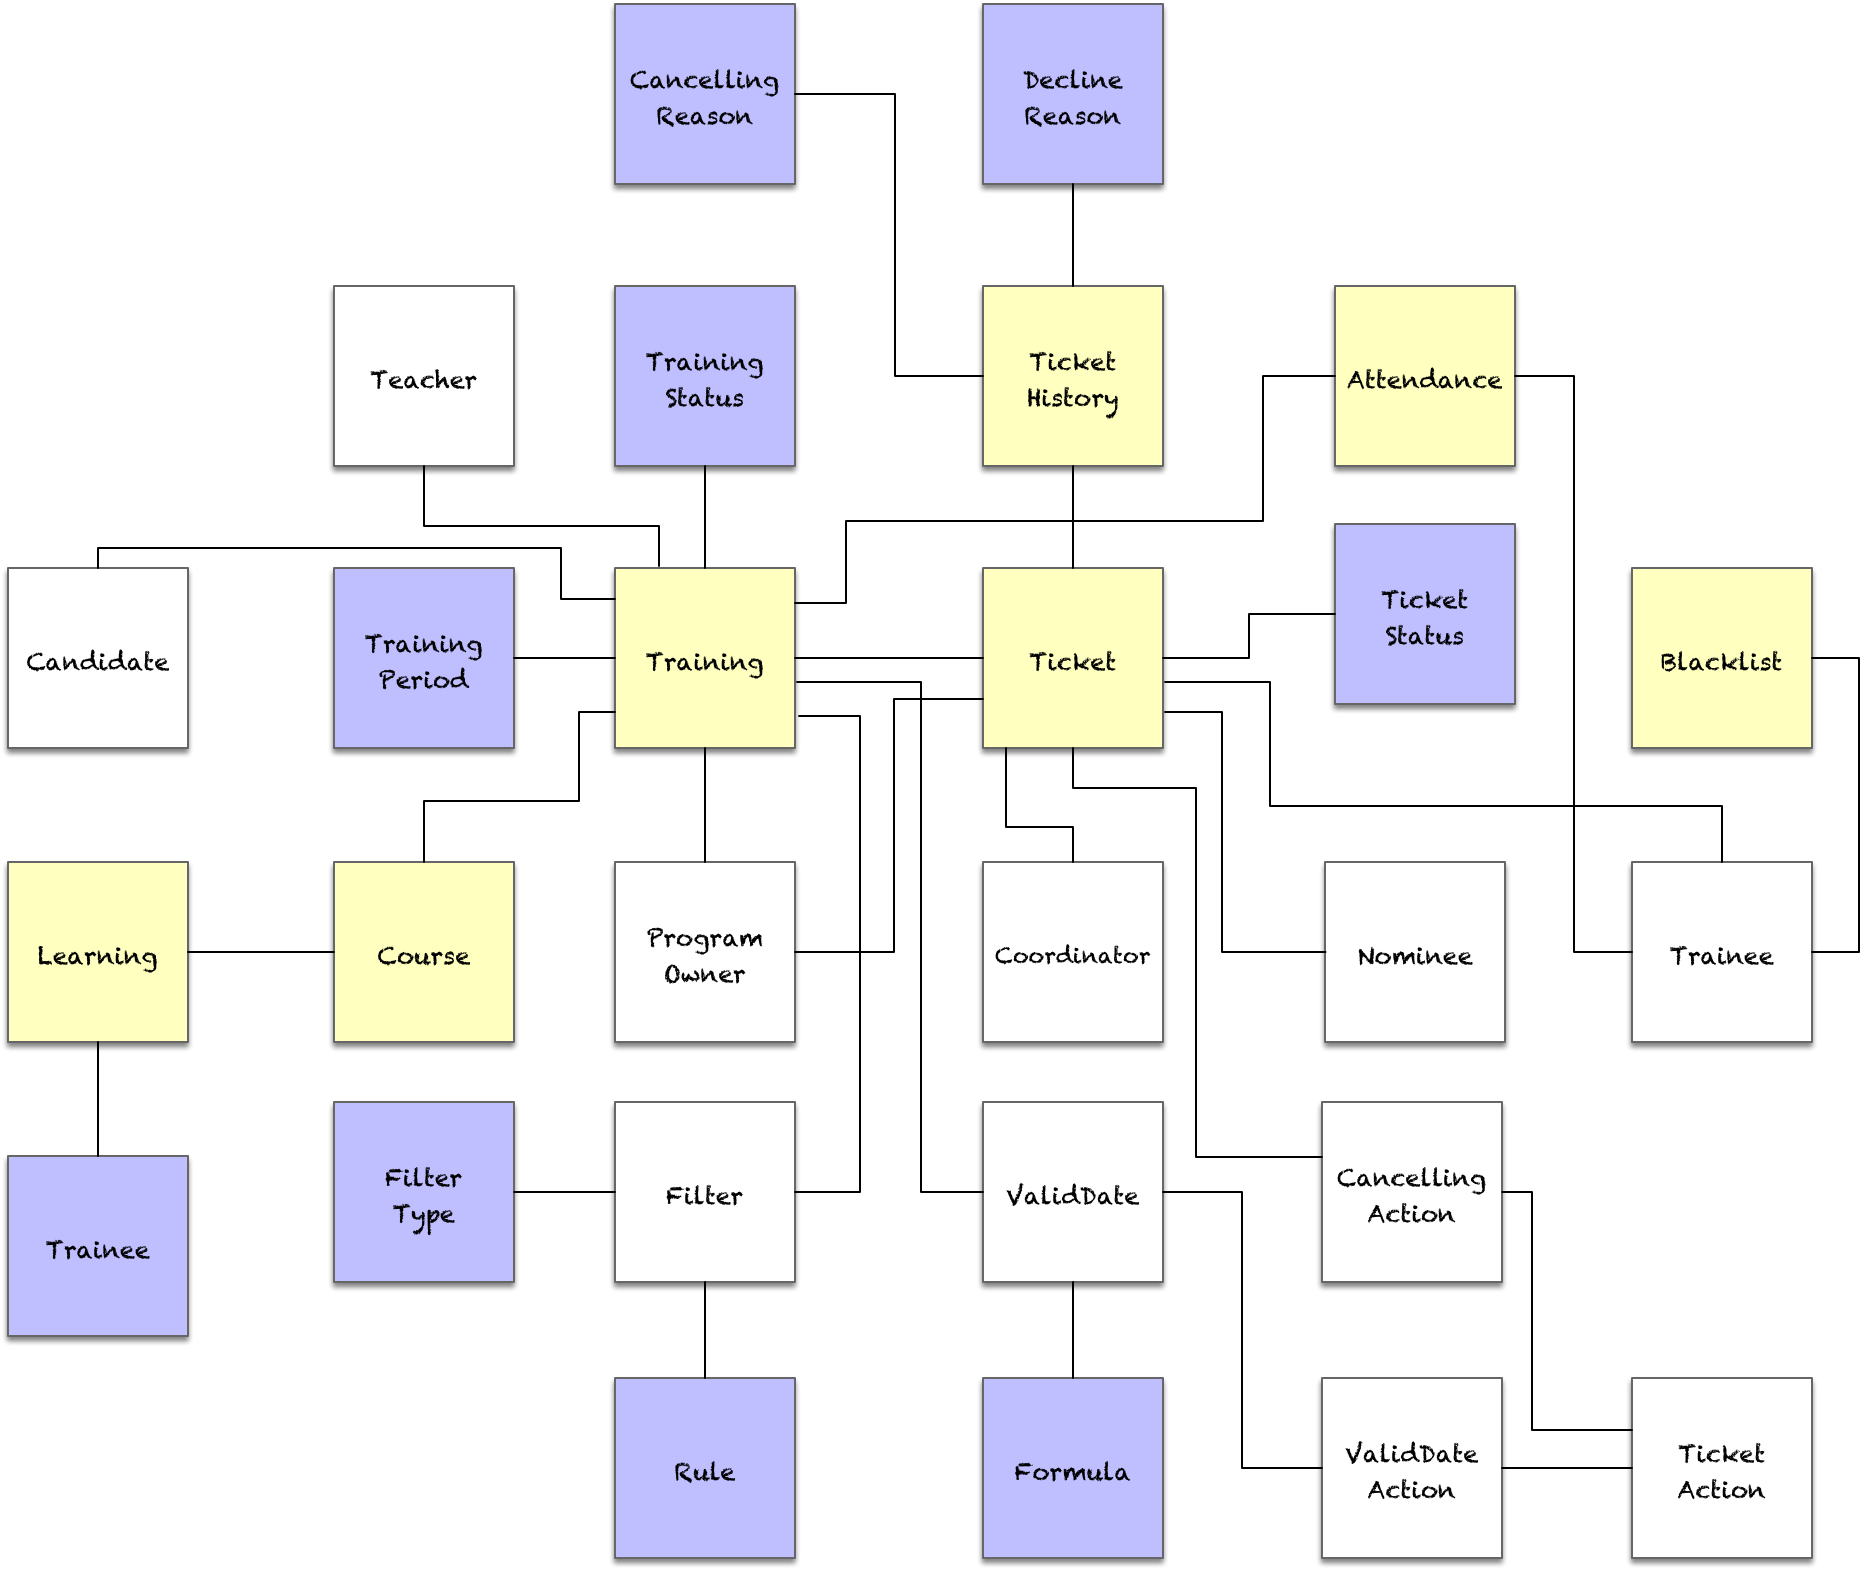 Cancelling
Reason
Decline
Reason
Teacher
Training
Status
Ticket
History
Attendance
Candidate
Training
Period
Training
Ticket
Ticket
Status
Blacklist
Learning
Course
Program
Owner
Coordinator
Nominee
Trainee
Trainee
Filter
Type
Filter
ValidDate
Cancelling
Action
Rule
Formula
ValidDate
Action
Ticket
Action